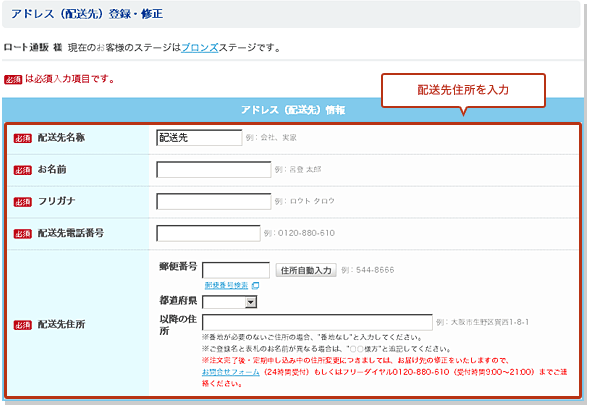 アドレス（配送先）登録・修正
ロート通販 様 現在のお客様のステージはブロンズステージです。
必須 は必須入力項目です。
配送先住所を入力
アドレス（配送先）情報
必須 配送先名称 配送先 例：会社、実家
必須 お名前 例：呂登 太郎
必須 フリガナ 例：ロウト タロウ
必須 配送先電話番号 例：0120-880-610
必須 配送先住所
郵便番号 住所自動入力 例：544-8666
郵便番号検索
都道府県
以降の住所 例：大阪市生野区巽西1-8-1
※番地が必要のないご住所の場合、"番地なし"と入力してください。
※ご登録名と表札のお名前が異なる場合は、"○○様方"と追記してください。
※注文完了後・定期申し込み中の住所変更につきましては、お届け先の修正をいたしますので、
お問合せフォーム（24時間受付）もしくはフリーダイヤル0120-880-610（受付時間9:00～21:00）までご連
絡ください。